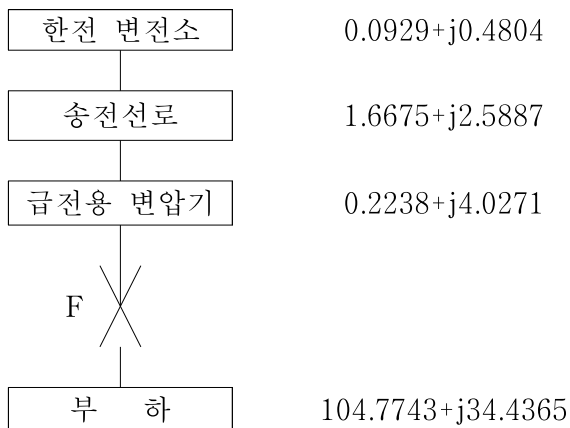 한전 변전소 0.0929+j0.4804
송전선로 1.6675+j2.5887
급전용 변압기 0.2238+j4.0271
F
부 하 104.7743+j34.4365